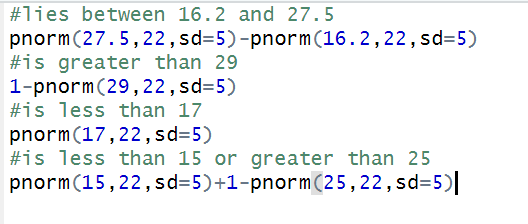 #lies between 16.2 and 27.5
pnorm(27.5,22,sd=5)-pnorm(16.2,22,sd=5)
#is greater than 29
1-pnorm(29,22,sd=5)
#is less than 17
pnorm(17,22,sd=5)
#is less than 15 or greater than 25
pnorm(15,22,sd=5)+1-pnorm(25,22,sd=5)